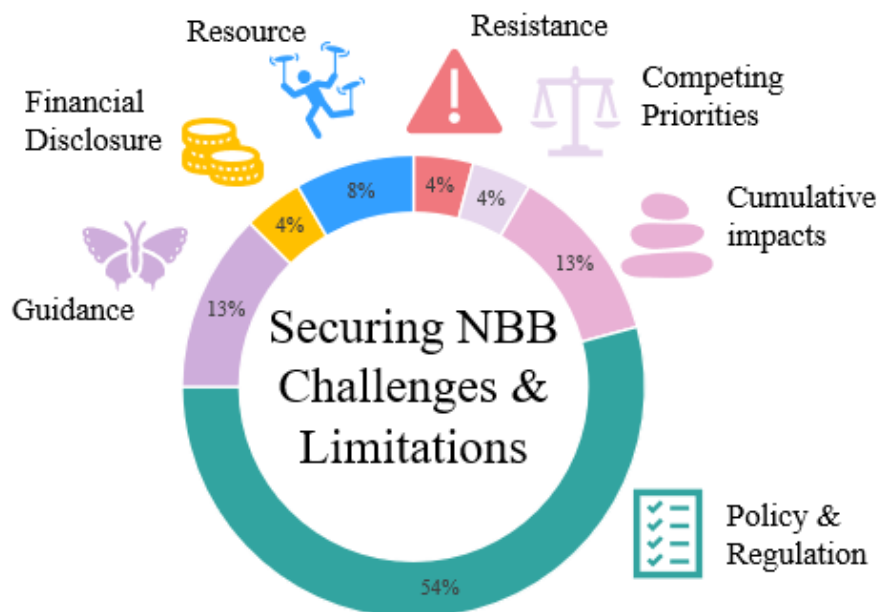 Resource
Resistance
Financial
Disclosure
Competing
Priorities
8%
4%
4%
4%
Cumulative
impacts
Guidance
13%
13%
Securing NBB
Challenges &
Limitations
Policy &
Regulation
54%